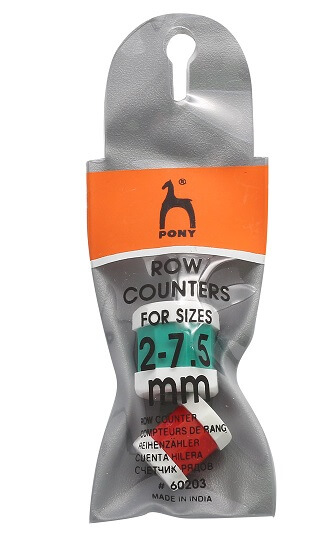 ®
PONY
ROW
COUNTERS
FOR SIZES
2-7.5
mm
ROW COUNTER
COMPTEURS DE RANG
REIHENZÄHLER
CUENTA HILERA
СЧЕТЧИК РЯДОВ
# 60203
MADE IN INDIA